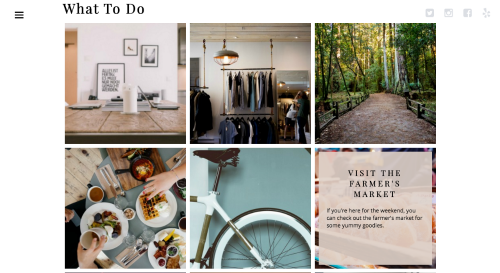 What To Do
VISIT THE
FARMER'S
MARKET
If you're here for the weekend, you
can check out the farmer's market for
some yummy goodies.